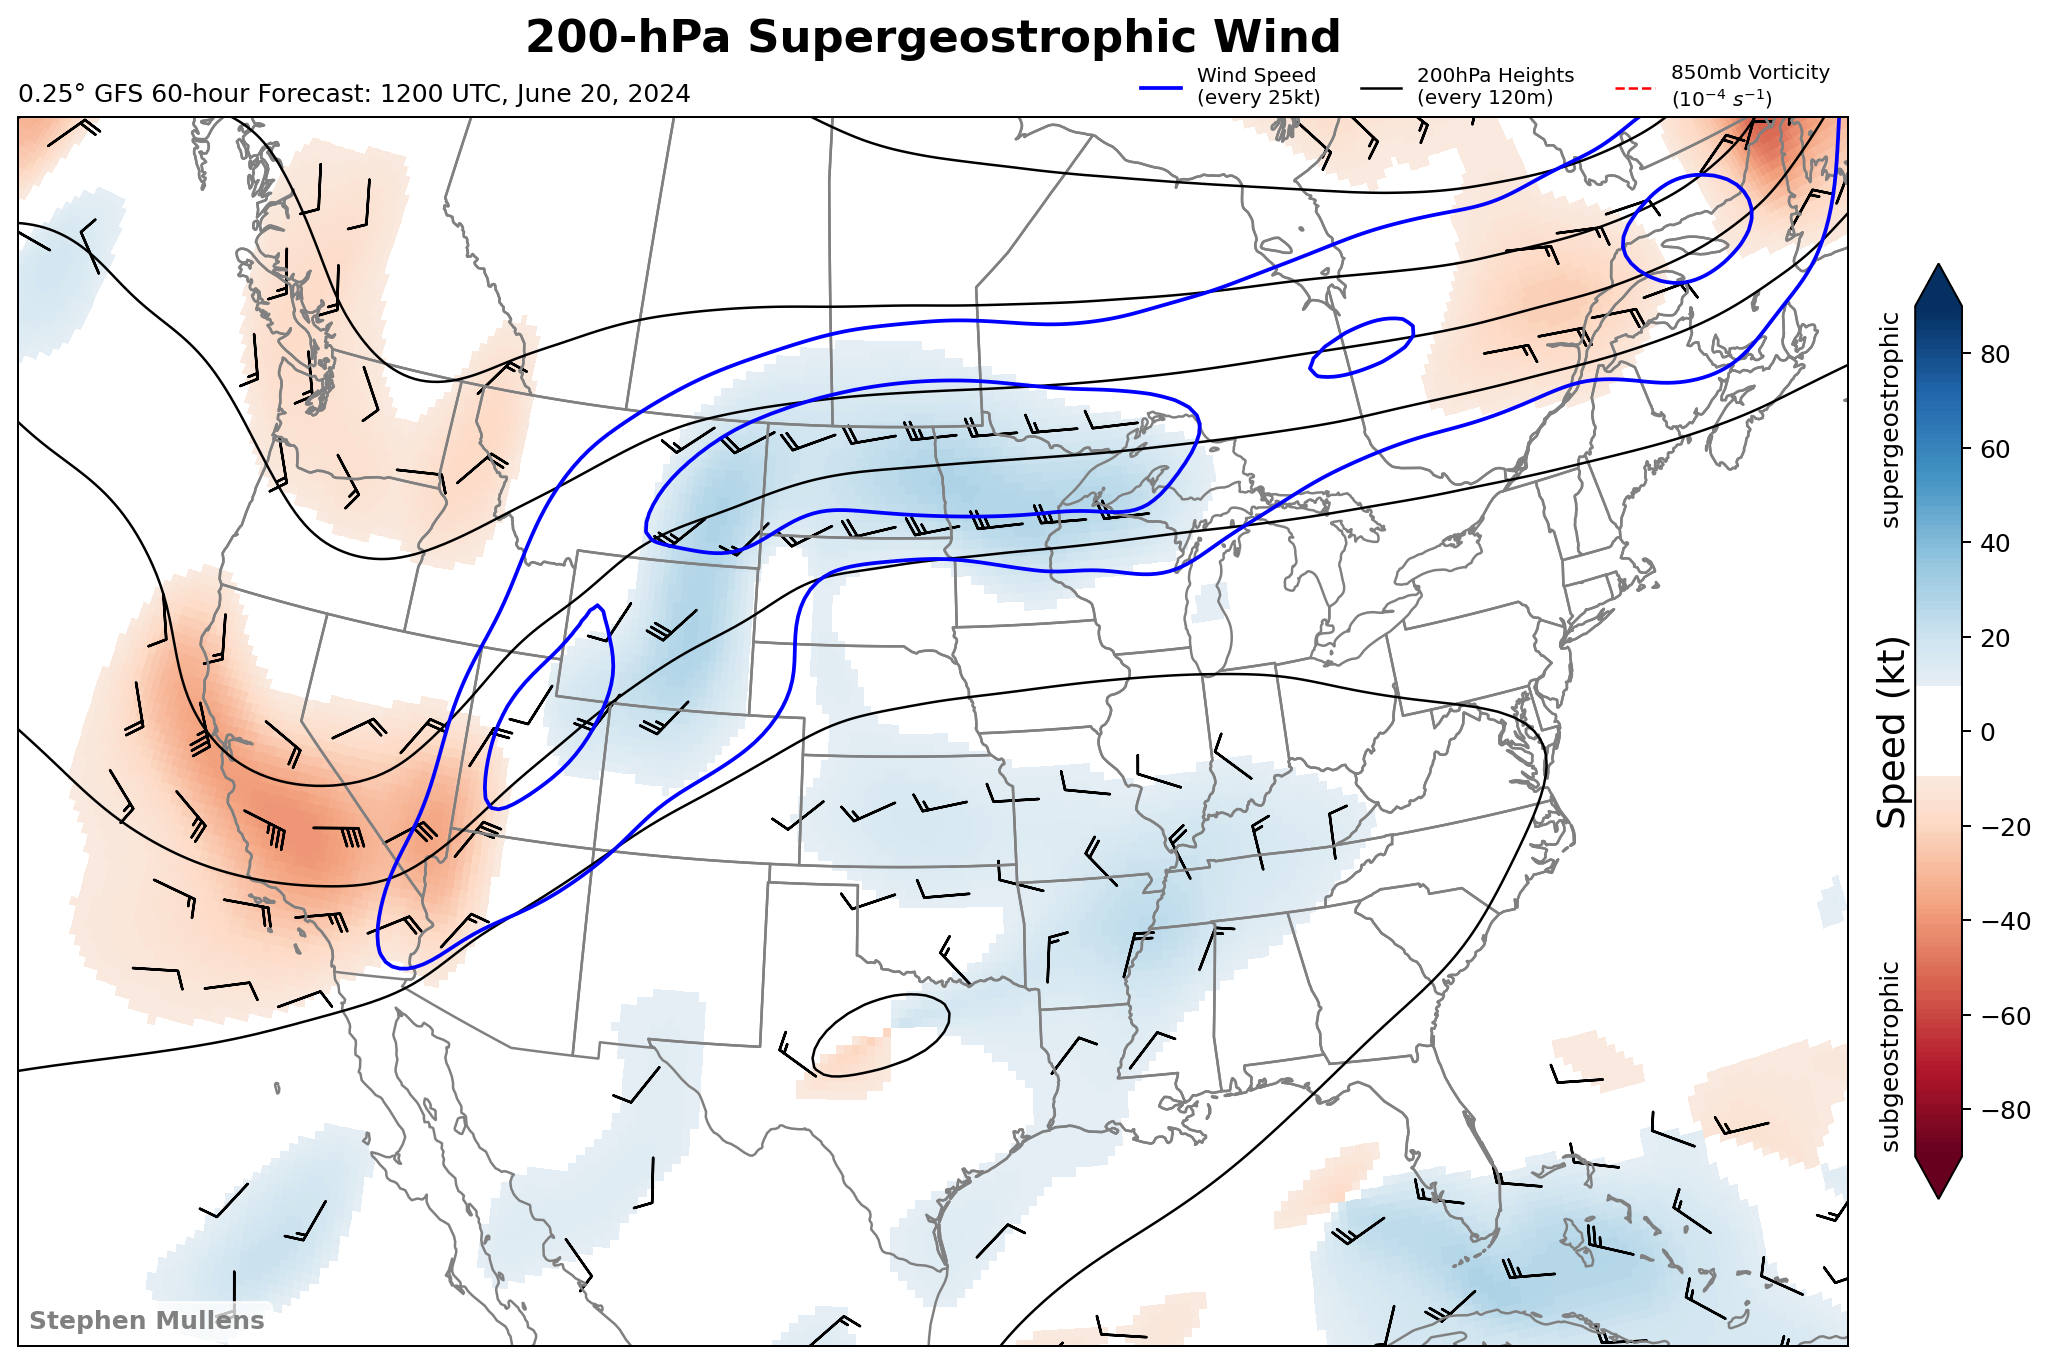 200-hPa Supergeostrophic Wind
0.25° GFS 60-hour Forecast: 1200 UTC, June 20, 2024
Wind Speed
(every 25kt)
200hPa Heights
(every 120m)
850mb Vorticity
(10⁻⁴ s⁻¹)
supergeostrophic
Speed (kt)
subgeostrophic
80
60
40
20
0
−20
−40
−60
−80
Stephen Mullens